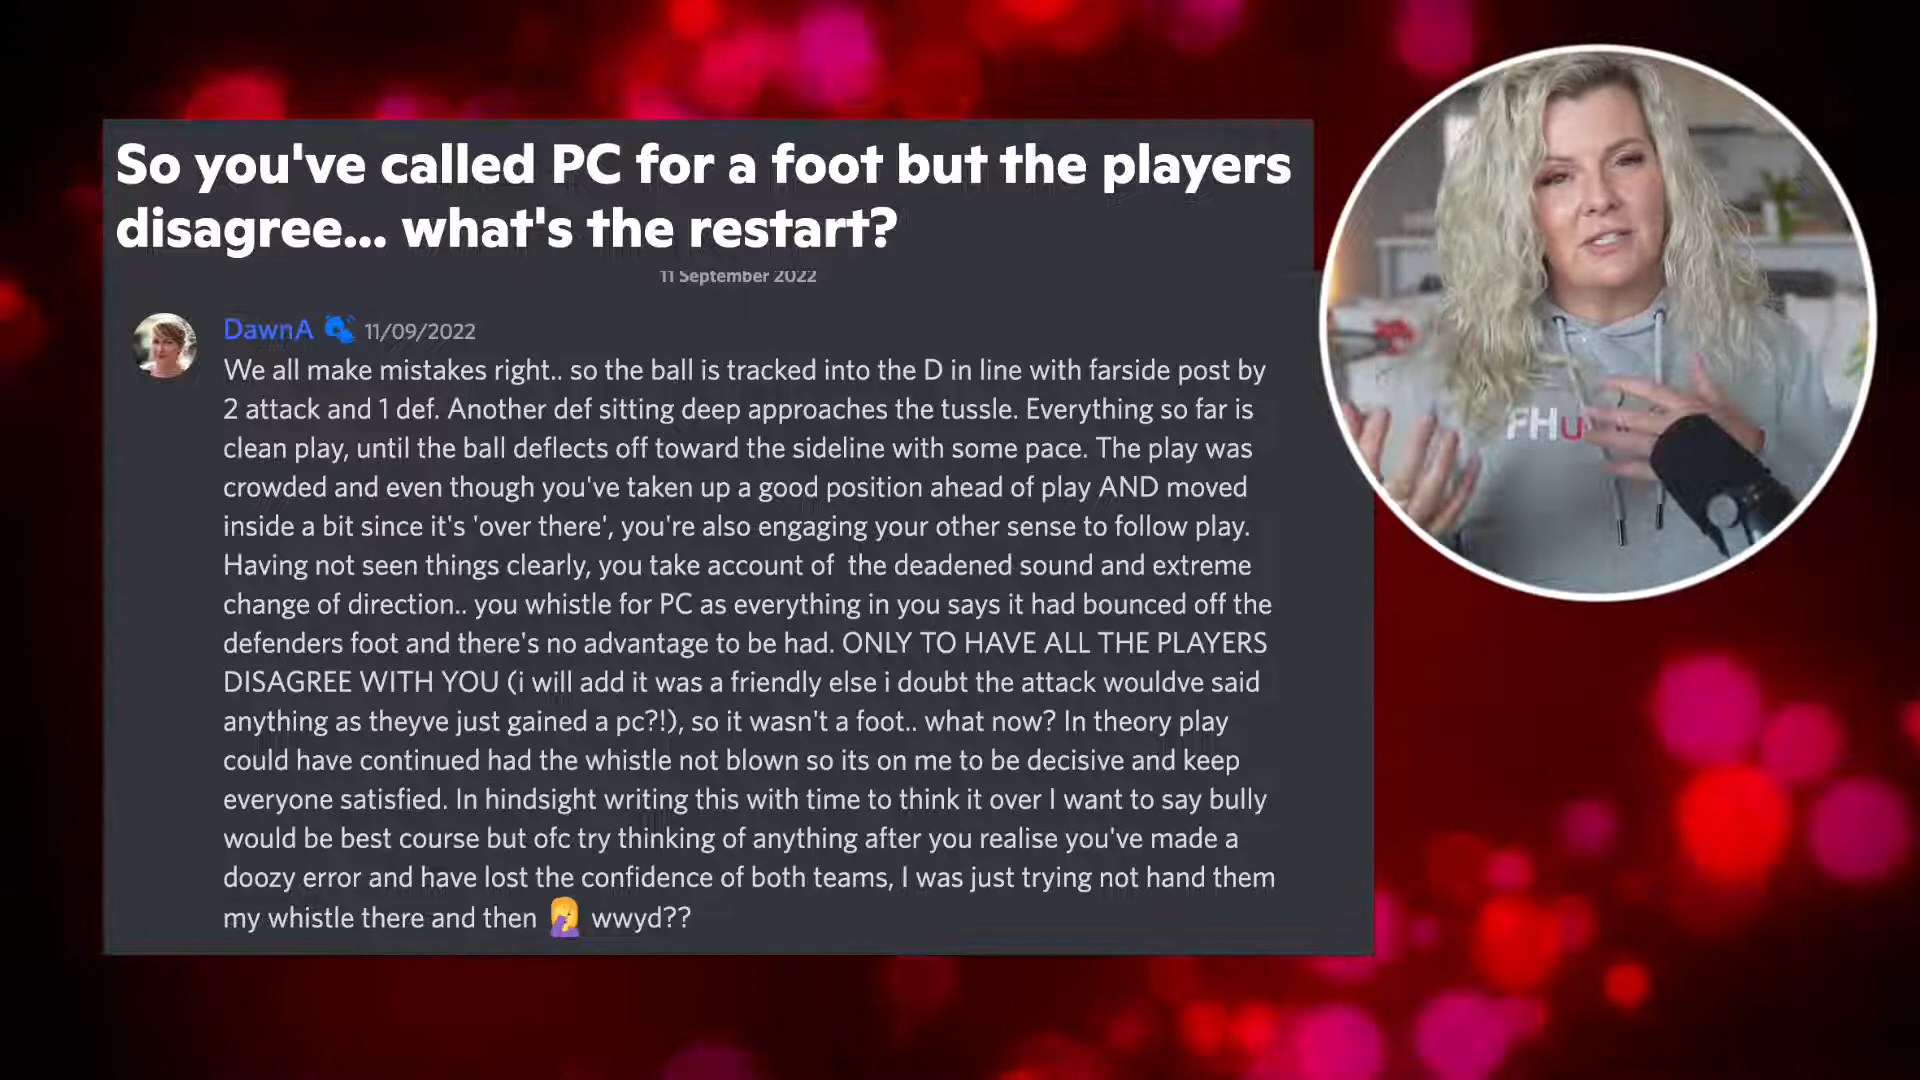 So you've called PC for a foot but the players
disagree... what's the restart?
11 September 2022
DawnA 11/09/2022
We all make mistakes right.. so the ball is tracked into the D in line with farside post by
2 attack and 1 def. Another def sitting deep approaches the tussle. Everything so far is
clean play, until the ball deflects off toward the sideline with some pace. The play was
crowded and even though you've taken up a good position ahead of play AND moved
inside a bit since it's 'over there', you're also engaging your other sense to follow play.
Having not seen things clearly, you take account of  the deadened sound and extreme
change of direction.. you whistle for PC as everything in you says it had bounced off the
defenders foot and there's no advantage to be had. ONLY TO HAVE ALL THE PLAYERS
DISAGREE WITH YOU (i will add it was a friendly else i doubt the attack wouldve said
anything as theyve just gained a pc?!), so it wasn't a foot.. what now? In theory play
could have continued had the whistle not blown so its on me to be decisive and keep
everyone satisfied. In hindsight writing this with time to think it over I want to say bully
would be best course but ofc try thinking of anything after you realise you've made a
doozy error and have lost the confidence of both teams, I was just trying not hand them
my whistle there and then 🤦 wwyd??
FHu